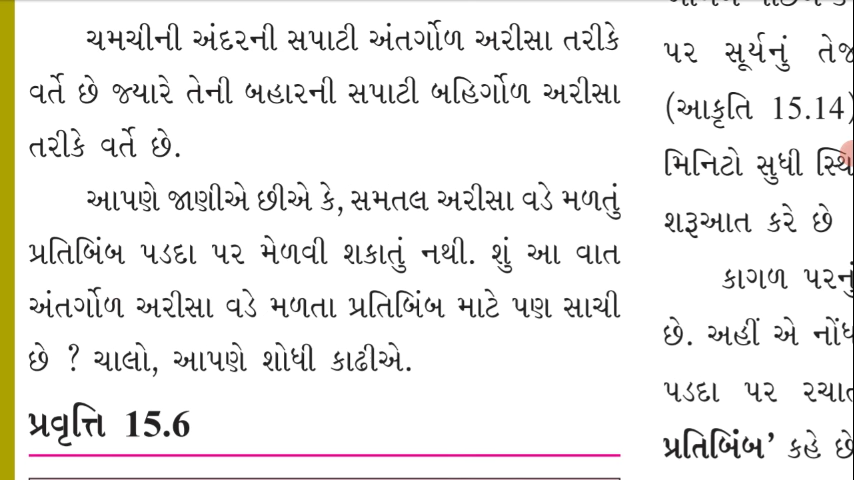 ચમચીની અંદરની સપાટી અંતર્ગોળ અરીસા તરીકે
વર્તે છે જ્યારે તેની બહારની સપાટી બહિર્ગોળ અરીસા
તરીકે વર્તે છે.
આપણે જાણીએ છીએ કે, સમતલ અરીસા વડે મળતું
પ્રતિબિંબ પડદા પર મેળવી શકાતું નથી. શું આ વાત
અંતર્ગોળ અરીસા વડે મળતા પ્રતિબિંબ માટે પણ સાચી
છે ? ચાલો, આપણે શોધી કાઢીએ.
પ્રવૃત્તિ 15.6
પર સૂર્યનું
(આકૃતિ 15.14)
મિનિટો સુધી
શરૂઆત કરે છે
કાગળ પરનું
છે. અહીં એ
પડદા પર
પ્રતિબિંબ’ કહે છે